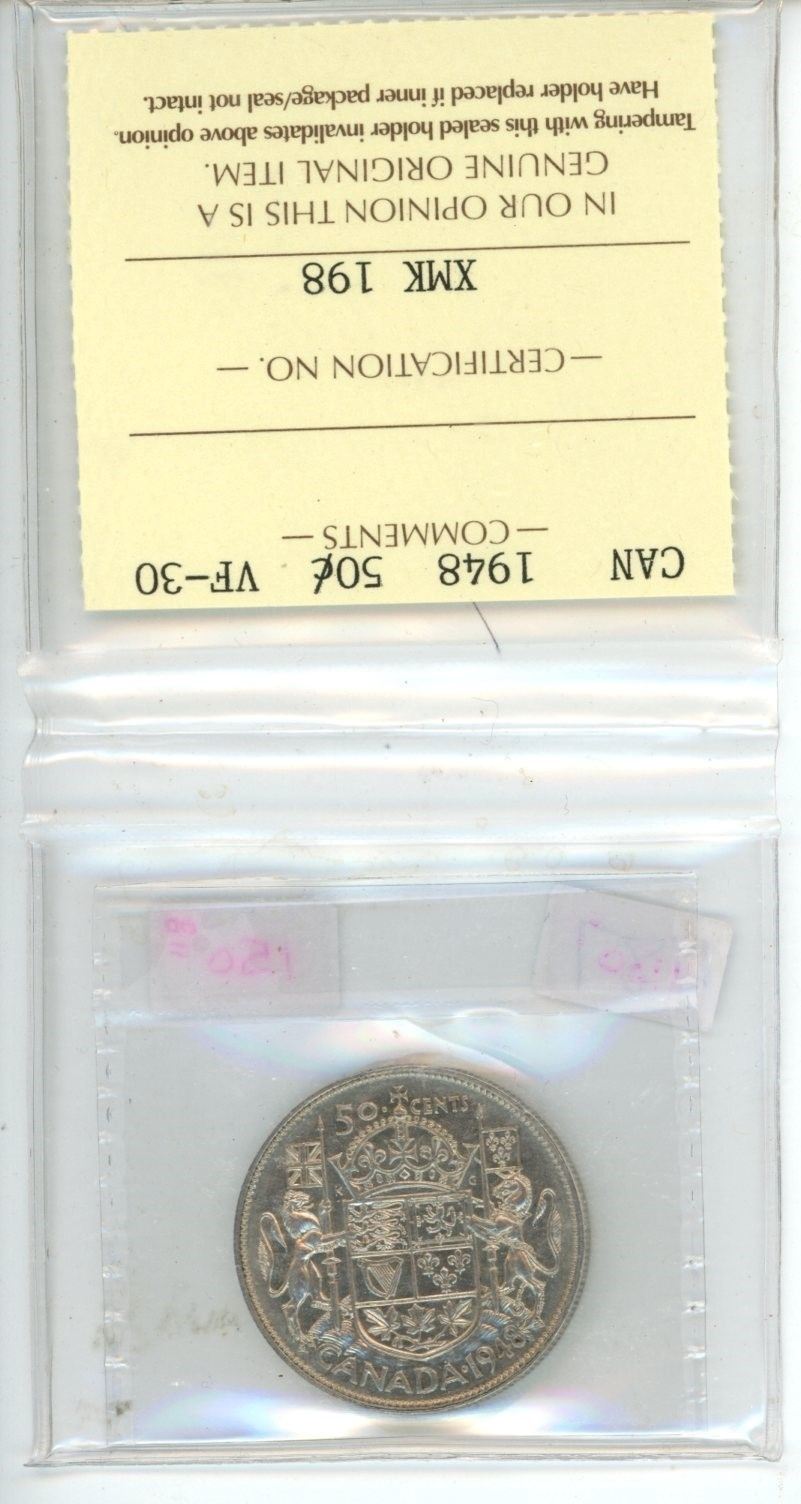 CAN 1948 50¢ VF-30
— COMMENTS —
— CERTIFICATION NO. —
XMK 198
IN OUR OPINION THIS IS A
GENUINE ORIGINAL ITEM.
Tampering with this sealed holder invalidates above opinion.
Have holder replaced if inner package/seal not intact.
150
50 · CENTS
K G
CANADA · 1948